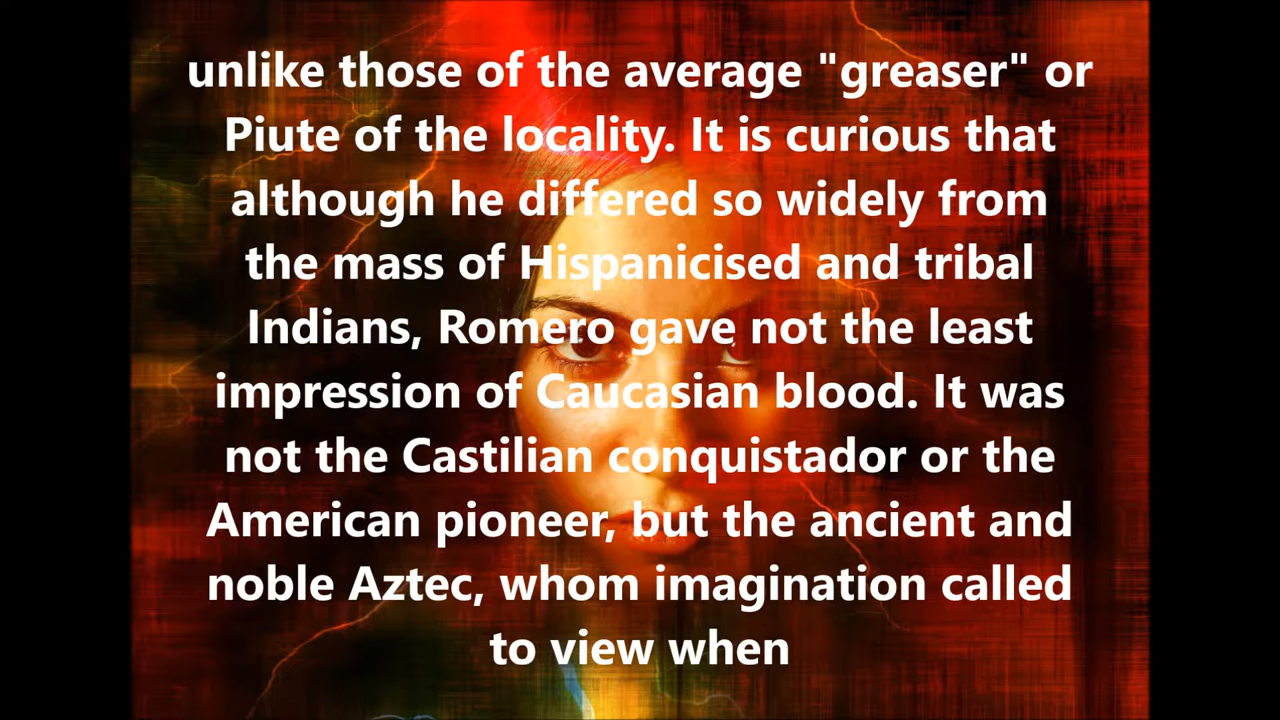 unlike those of the average "greaser" or
Piute of the locality. It is curious that
although he differed so widely from
the mass of Hispanicised and tribal
Indians, Romero gave not the least
impression of Caucasian blood. It was
not the Castilian conquistador or the
American pioneer, but the ancient and
noble Aztec, whom imagination called
to view when